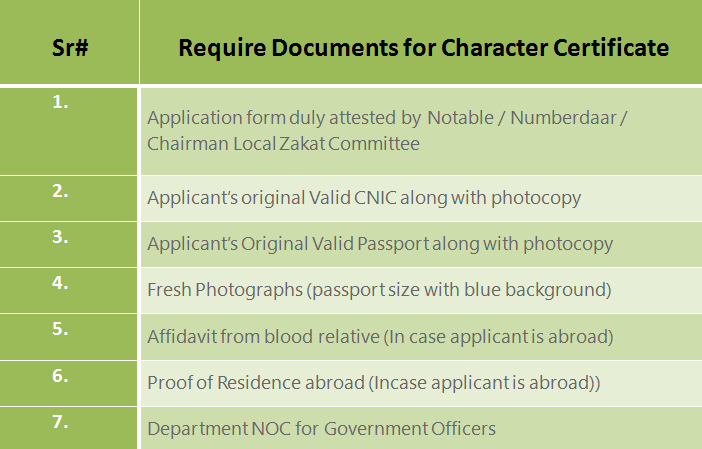 Sr# Require Documents for Character Certificate
1. Application form duly attested by Notable / Numberdaar /
Chairman Local Zakat Committee
2. Applicant's original Valid CNIC along with photocopy
3. Applicant's Original Valid Passport along with photocopy
4. Fresh Photographs (passport size with blue background)
5. Affidavit from blood relative (In case applicant is abroad)
6. Proof of Residence abroad (Incase applicant is abroad))
7. Department NOC for Government Officers